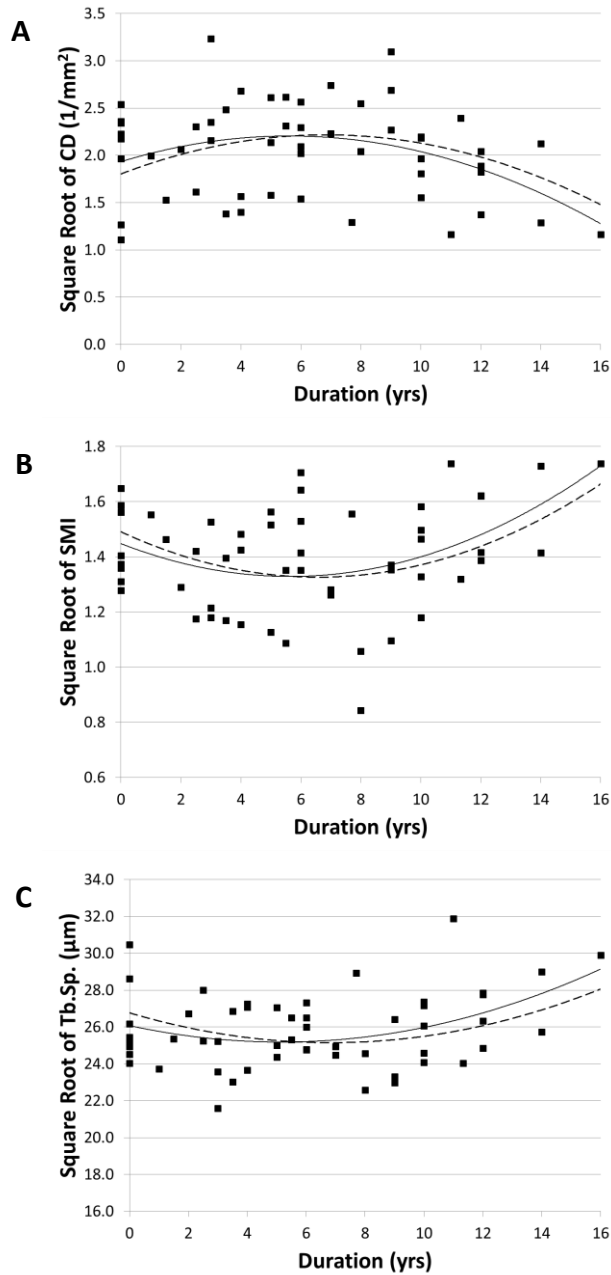 A
Square Root of CD (1/mm²)
3.5
3.0
2.5
2.0
1.5
1.0
0.5
0.0
0 2 4 6 8 10 12 14 16
Duration (yrs)
B
Square Root of SMI
1.8
1.6
1.4
1.2
1.0
0.8
0.6
0 2 4 6 8 10 12 14 16
Duration (yrs)
C
Square Root of Tb.Sp. (µm)
34.0
32.0
30.0
28.0
26.0
24.0
22.0
20.0
18.0
16.0
0 2 4 6 8 10 12 14 16
Duration (yrs)